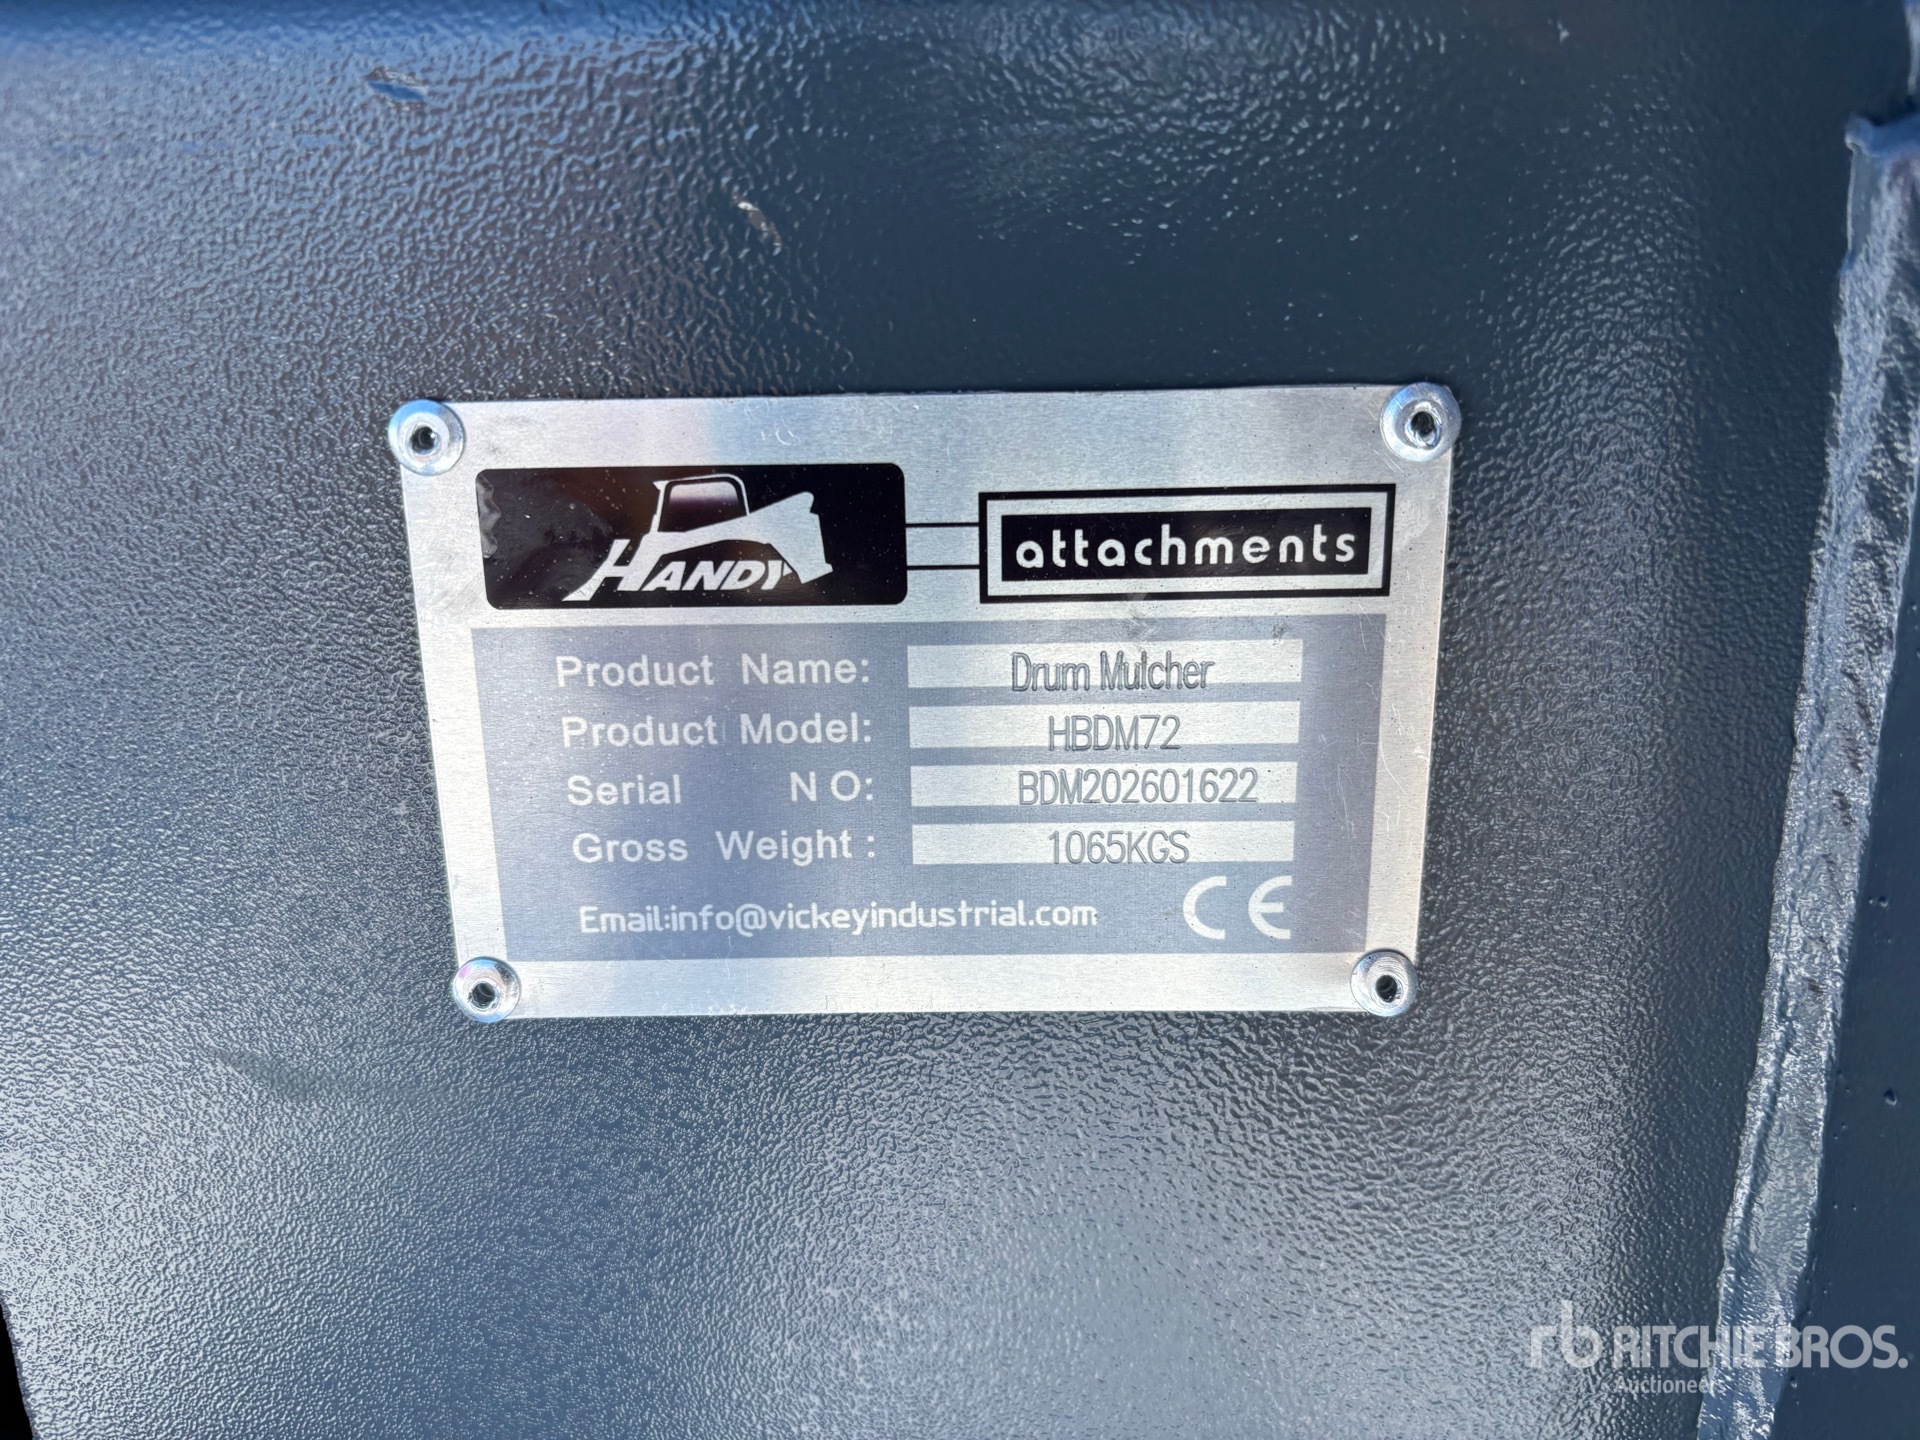 HANDY attachments
Product Name: Drum Mulcher
Product Model: HBDM72
Serial NO: BDM202601622
Gross Weight: 1065KGS
Email:info@vickeyindustrial.com CE
rb RITCHIE BROS.
Auctioneers